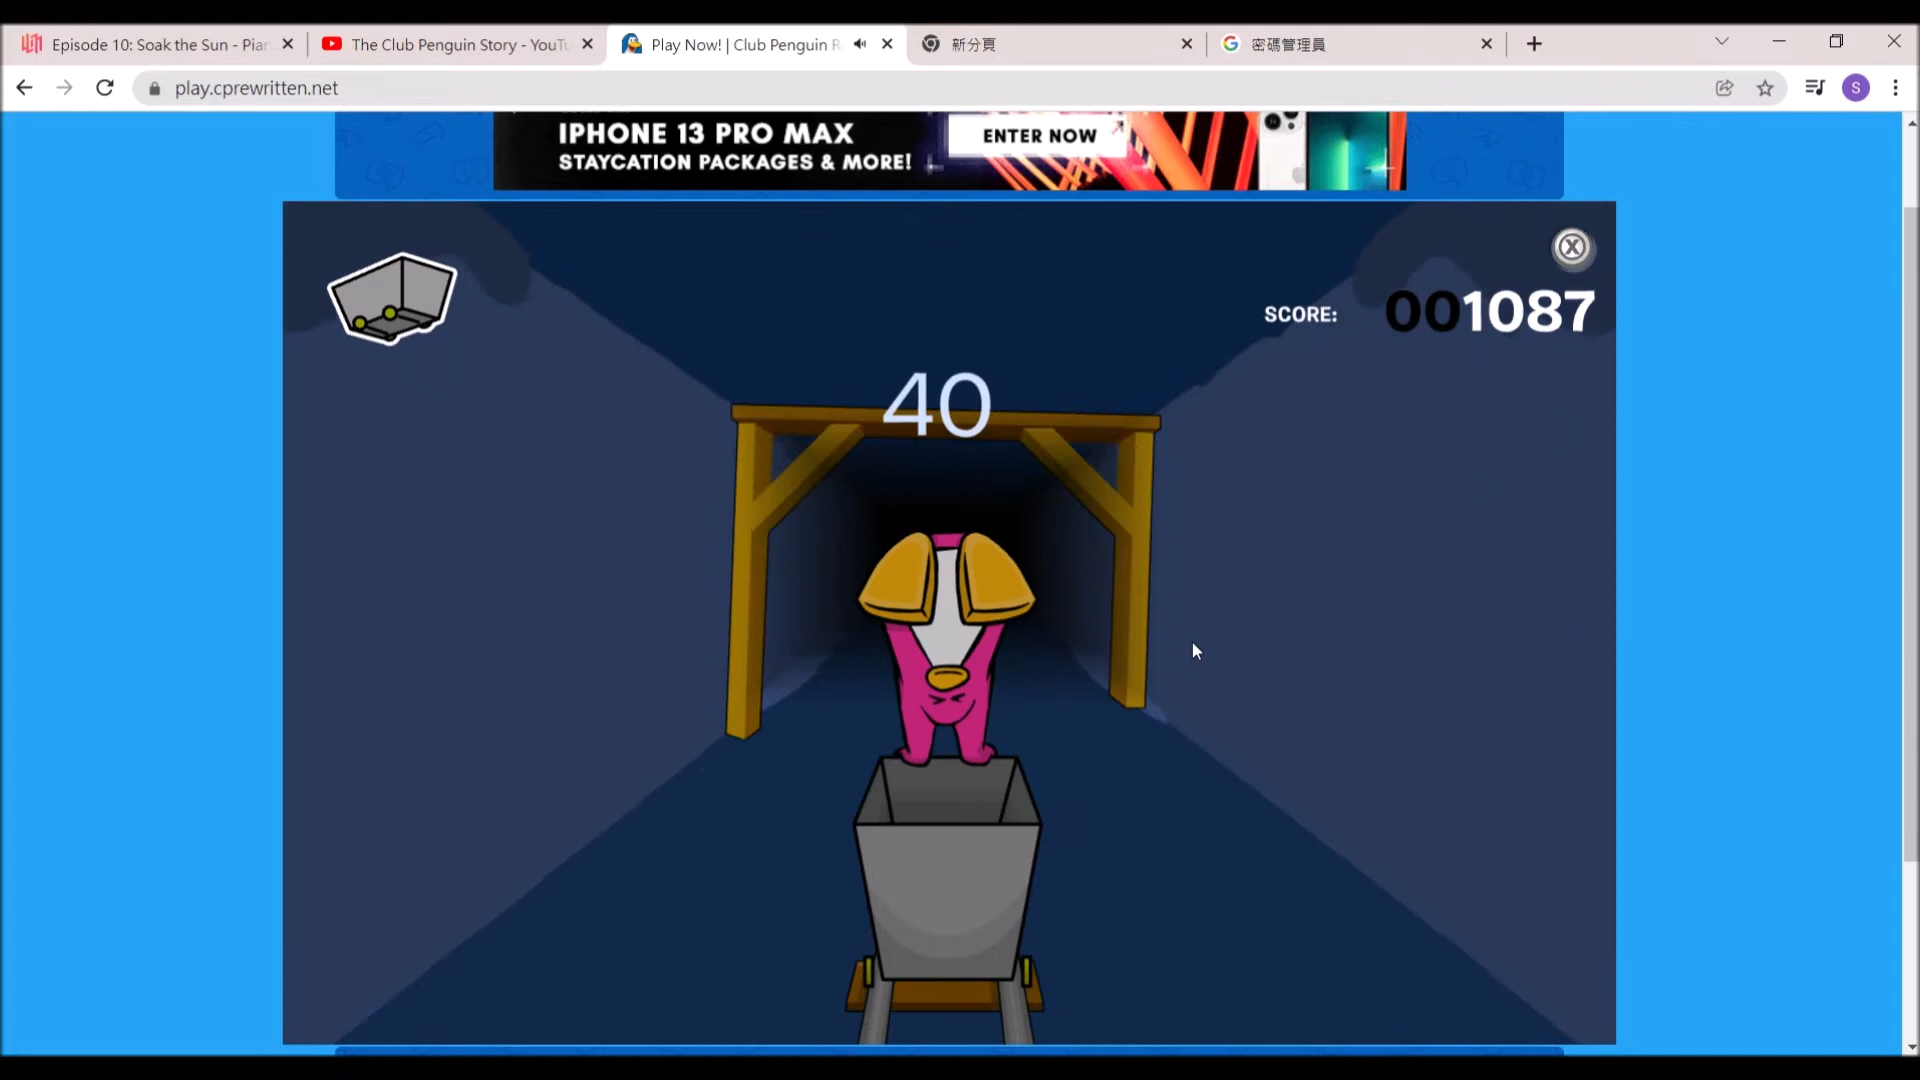 Episode 10: Soak the Sun - Pian
The Club Penguin Story - YouTu
Play Now! | Club Penguin R
新分頁
密碼管理員
play.cprewritten.net
S
IPHONE 13 PRO MAX
STAYCATION PACKAGES & MORE!
ENTER NOW
SCORE: 001087
40